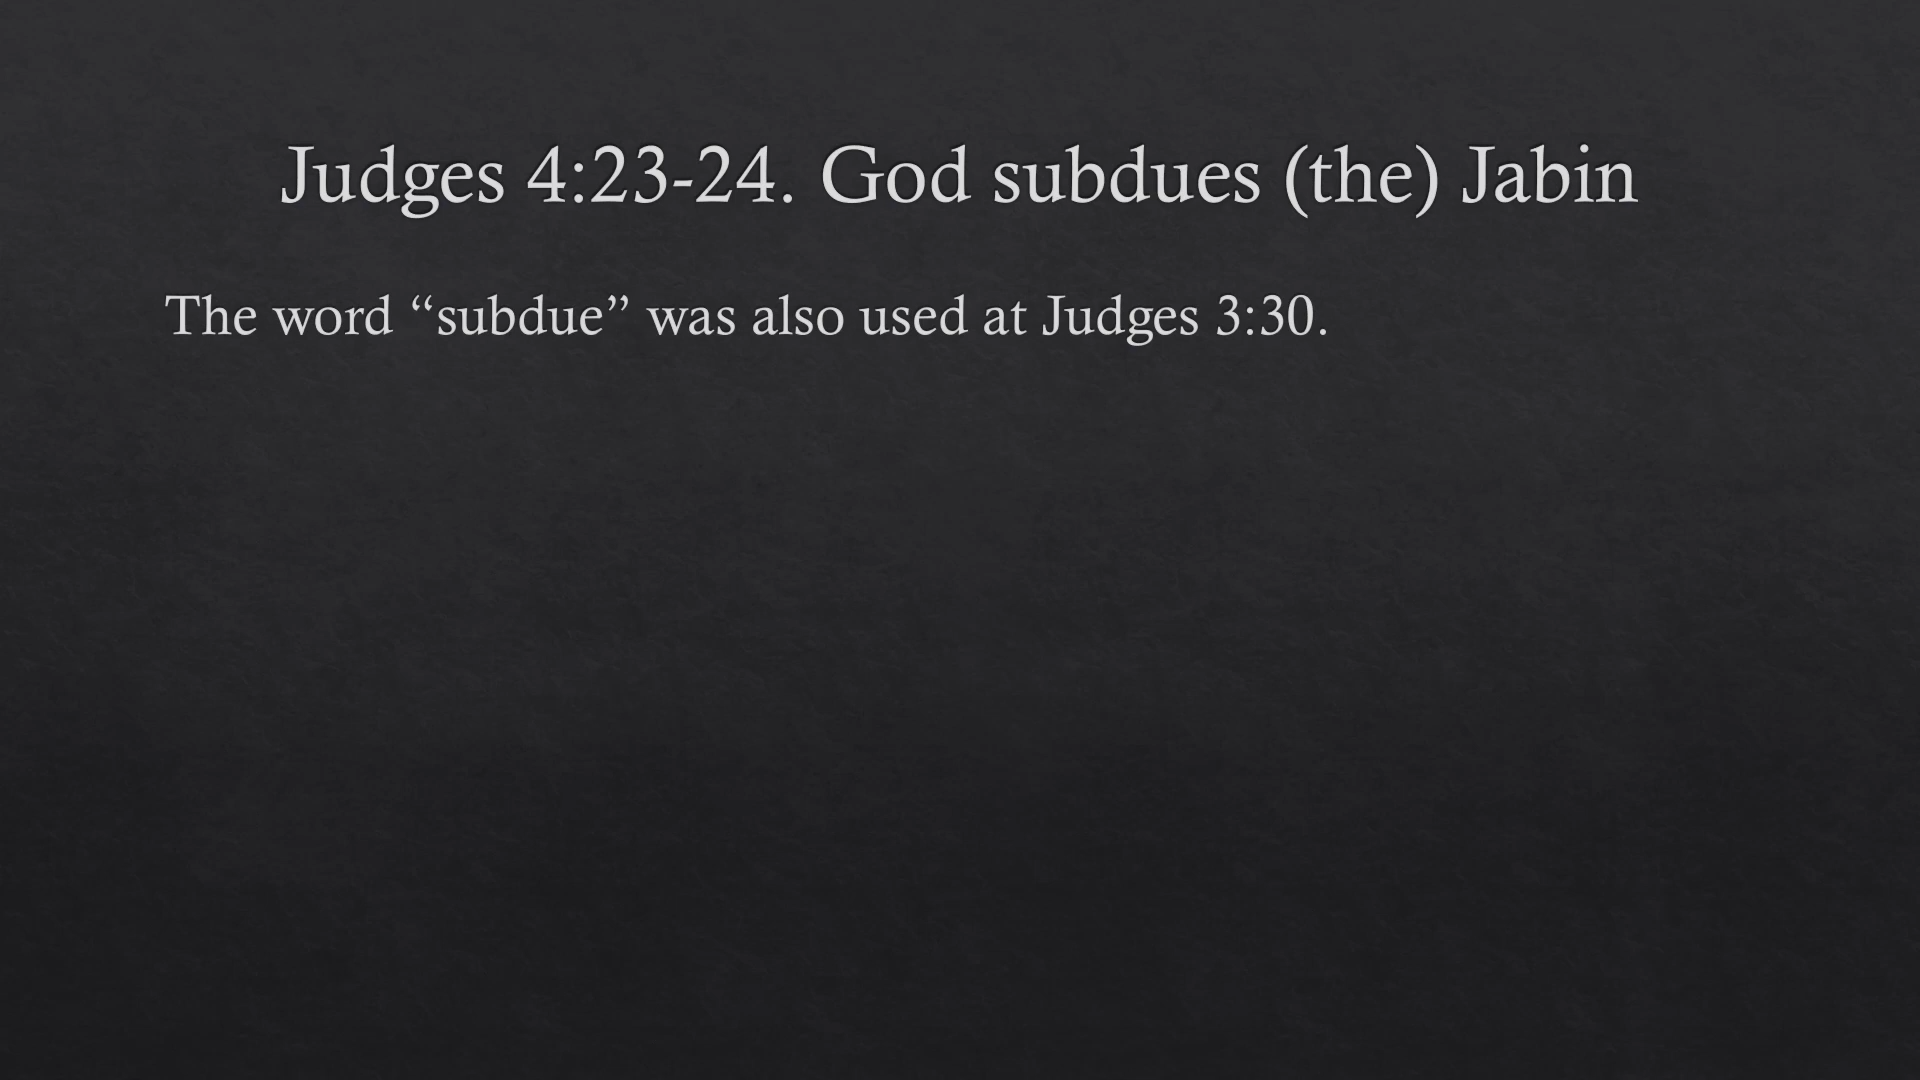 Judges 4:23-24. God subdues (the) Jabin
The word “subdue” was also used at Judges 3:30.